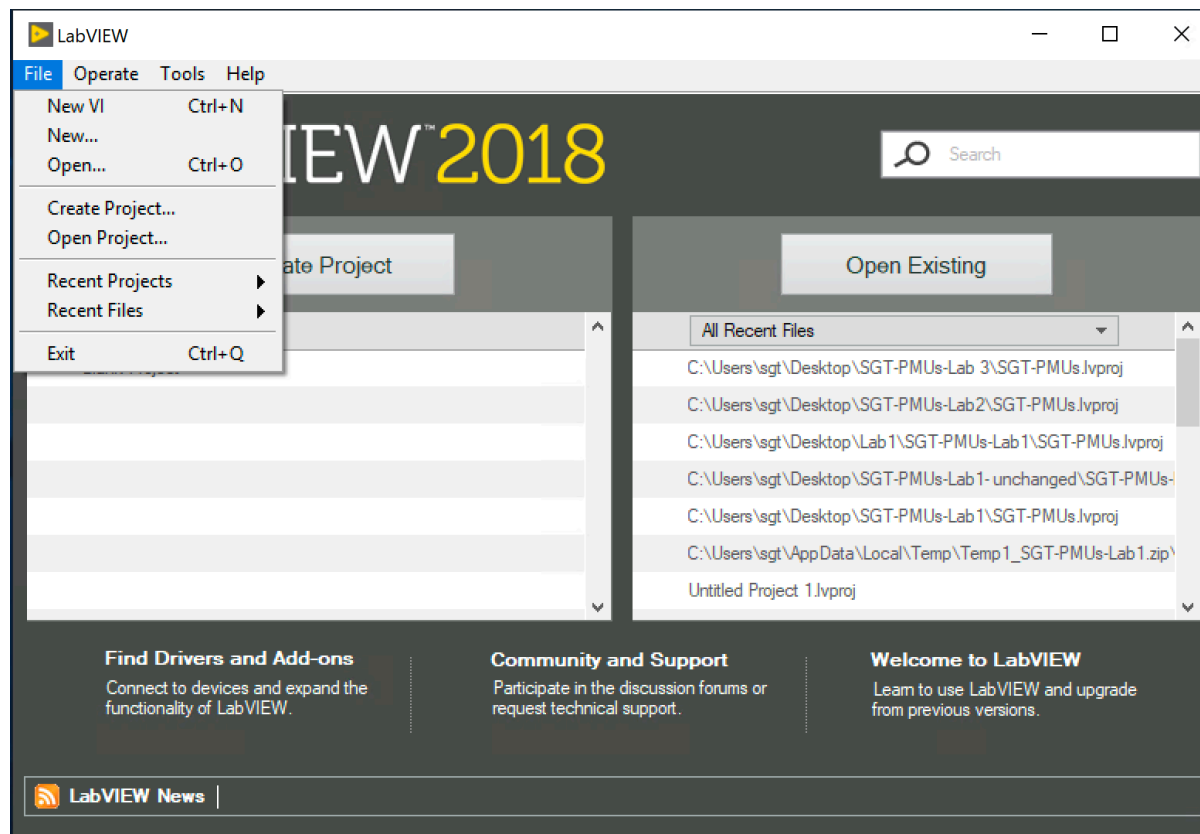 LabVIEW
File Operate Tools Help
New VI Ctrl+N
New...
Open... Ctrl+O
Create Project...
Open Project...
Recent Projects
Recent Files
Exit Ctrl+Q
IEW™ 2018
Search
ate Project
Open Existing
All Recent Files
C:\Users\sgt\Desktop\SGT-PMUs-Lab 3\SGT-PMUs.lvproj
C:\Users\sgt\Desktop\SGT-PMUs-Lab2\SGT-PMUs.lvproj
C:\Users\sgt\Desktop\Lab1\SGT-PMUs-Lab1\SGT-PMUs.lvproj
C:\Users\sgt\Desktop\SGT-PMUs-Lab1- unchanged\SGT-PMUs-
C:\Users\sgt\Desktop\SGT-PMUs-Lab1\SGT-PMUs.lvproj
C:\Users\sgt\AppData\Local\Temp\Temp1_SGT-PMUs-Lab1.zip\
Untitled Project 1.lvproj
Find Drivers and Add-ons
Connect to devices and expand the
functionality of LabVIEW.
Community and Support
Participate in the discussion forums or
request technical support.
Welcome to LabVIEW
Learn to use LabVIEW and upgrade
from previous versions.
LabVIEW News